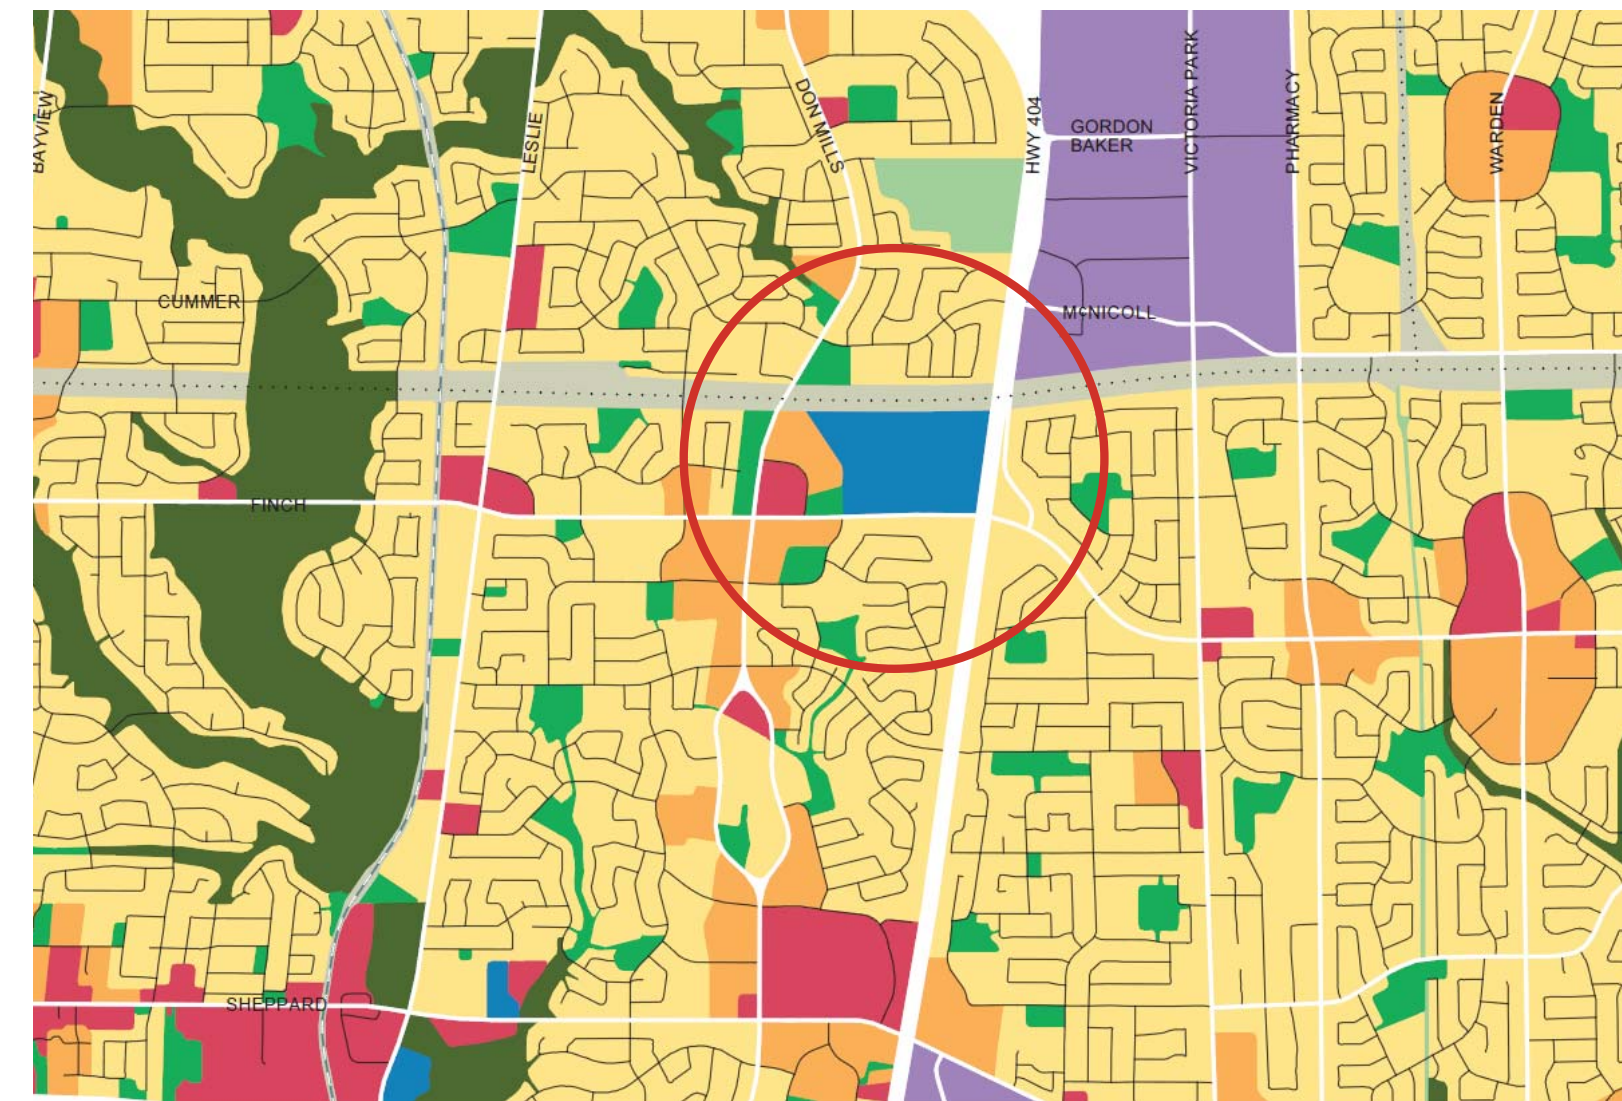 BAYVIEW
LESLIE
DON MILLS
HWY 404
GORDON
BAKER
VICTORIA PARK
PHARMACY
WARDEN
CUMMER
McNICOLL
FINCH
SHEPPARD